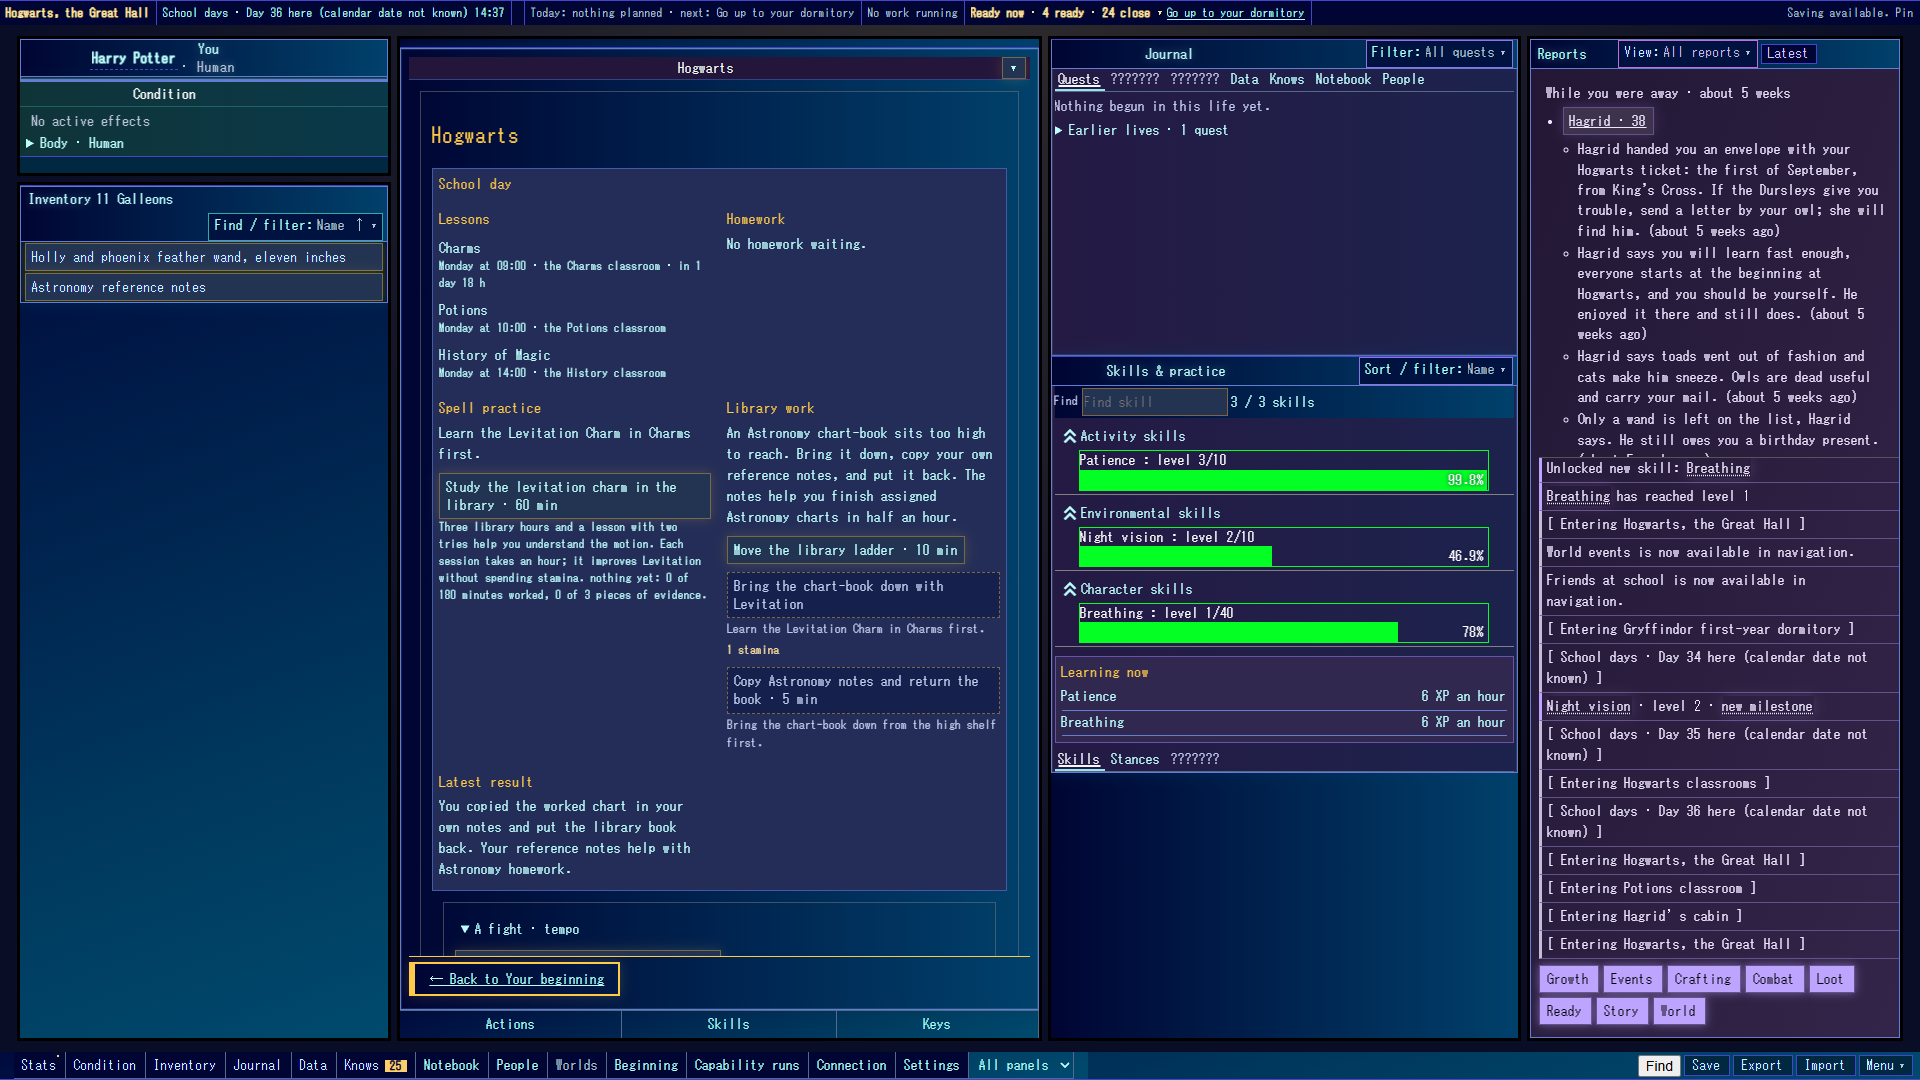 Hogwarts, the Great Hall
School days · Day 36 here (calendar date not known) 14:37
Today: nothing planned · next: Go up to your dormitory
No work running
Ready now · 4 ready · 24 close ▾ Go up to your dormitory
Saving available. Pin
Harry Potter · You
Human
Condition
No active effects
▶ Body · Human
Inventory 11 Galleons
Find / filter: Name ↑ ▾
Holly and phoenix feather wand, eleven inches
Astronomy reference notes
Hogwarts
▾
Hogwarts
School day
Lessons
Charms
Monday at 09:00 · the Charms classroom · in 1
day 18 h
Potions
Monday at 10:00 · the Potions classroom
History of Magic
Monday at 14:00 · the History classroom
Homework
No homework waiting.
Spell practice
Learn the Levitation Charm in Charms
first.
Study the levitation charm in the
library · 60 min
Three library hours and a lesson with two
tries help you understand the motion. Each
session takes an hour; it improves Levitation
without spending stamina. nothing yet: 0 of
180 minutes worked, 0 of 3 pieces of evidence.
Library work
An Astronomy chart-book sits too high
to reach. Bring it down, copy your own
reference notes, and put it back. The
notes help you finish assigned
Astronomy charts in half an hour.
Move the library ladder · 10 min
Bring the chart-book down with
Levitation
Learn the Levitation Charm in Charms first.
1 stamina
Copy Astronomy notes and return the
book · 5 min
Bring the chart-book down from the high shelf
first.
Latest result
You copied the worked chart in your
own notes and put the library book
back. Your reference notes help with
Astronomy homework.
▼ A fight · tempo
← Back to Your beginning
Actions
Skills
Keys
Journal
Filter: All quests ▾
Quests ??????? ??????? Data Knows Notebook People
Nothing begun in this life yet.
▶ Earlier lives · 1 quest
Skills & practice
Sort / filter: Name ▾
Find Find skill 3 / 3 skills
Activity skills
Patience : level 3/10
99.8%
Environmental skills
Night vision : level 2/10
46.9%
Character skills
Breathing : level 1/40
78%
Learning now
Patience 6 XP an hour
Breathing 6 XP an hour
Skills Stances ???????
Reports
View: All reports ▾
Latest
While you were away · about 5 weeks
• Hagrid · 38
Hagrid handed you an envelope with your
Hogwarts ticket: the first of September,
from King's Cross. If the Dursleys give you
trouble, send a letter by your owl; she will
find him. (about 5 weeks ago)
Hagrid says you will learn fast enough,
everyone starts at the beginning at
Hogwarts, and you should be yourself. He
enjoyed it there and still does. (about 5
weeks ago)
Hagrid says toads went out of fashion and
cats make him sneeze. Owls are dead useful
and carry your mail. (about 5 weeks ago)
Only a wand is left on the list, Hagrid
says. He still owes you a birthday present.
Unlocked new skill: Breathing
Breathing has reached level 1
[ Entering Hogwarts, the Great Hall ]
World events is now available in navigation.
Friends at school is now available in
navigation.
[ Entering Gryffindor first-year dormitory ]
[ School days · Day 34 here (calendar date not
known) ]
Night vision · level 2 · new milestone
[ School days · Day 35 here (calendar date not
known) ]
[ Entering Hogwarts classrooms ]
[ School days · Day 36 here (calendar date not
known) ]
[ Entering Hogwarts, the Great Hall ]
[ Entering Potions classroom ]
[ Entering Hagrid's cabin ]
[ Entering Hogwarts, the Great Hall ]
Growth Events Crafting Combat Loot
Ready Story World
Stats Condition Inventory Journal Data Knows 25 Notebook People Worlds Beginning Capability runs Connection Settings All panels
Find Save Export Import Menu ▾